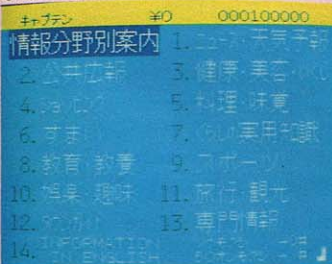 キャプテン ¥0 000100000
情報分野別案内 1. ニュース・天気予報
2. 公共広報 3. 健康・美容
4. ショッピング 5. 料理・味覚
6. すまい 7. くらし・実用知識
8. 教育・教養 9. スポーツ
10. 娯楽・趣味 11. 旅行・観光
12. 13. 専門情報
14. INFORMATION
IN ENGLISH